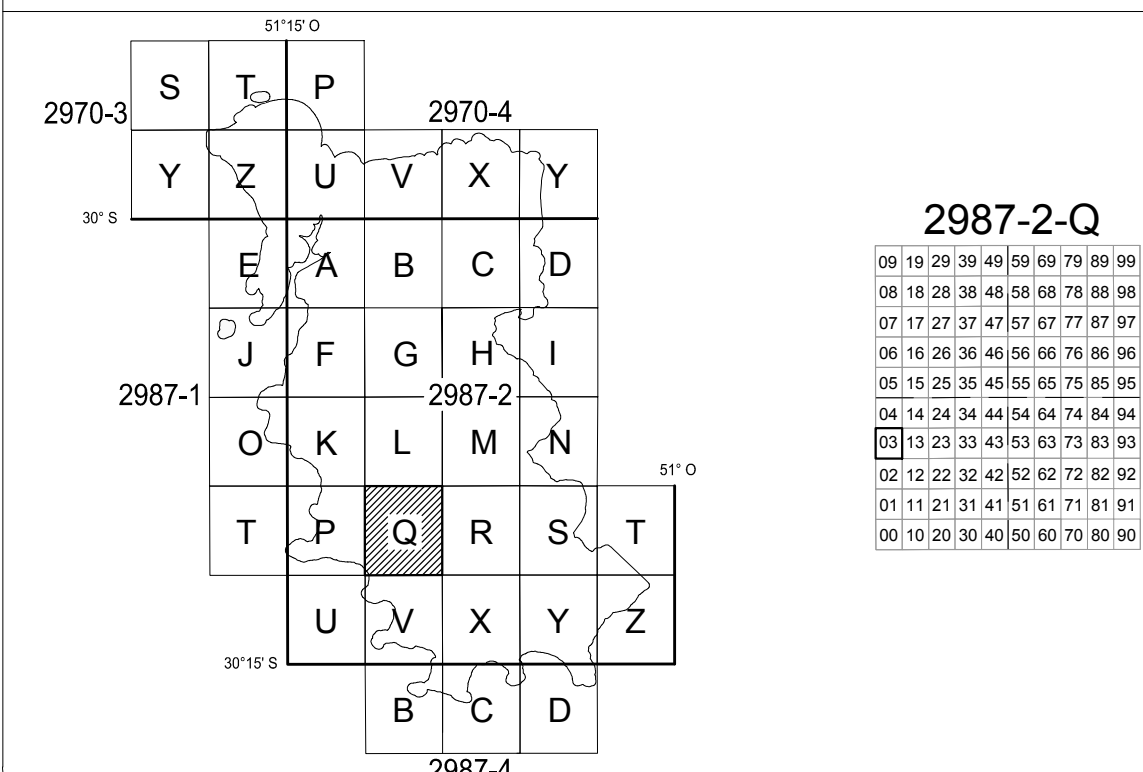 51°15' O
S T P
2970-3 2970-4
Y Z U V X Y
30° S
E A B C D
J F G H I
2987-1 2987-2
O K L M N
51° O
T P Q R S T
U V X Y Z
30°15' S
B C D
2987-4
2987-2-Q
09 19 29 39 49 59 69 79 89 99
08 18 28 38 48 58 68 78 88 98
07 17 27 37 47 57 67 77 87 97
06 16 26 36 46 56 66 76 86 96
05 15 25 35 45 55 65 75 85 95
04 14 24 34 44 54 64 74 84 94
03 13 23 33 43 53 63 73 83 93
02 12 22 32 42 52 62 72 82 92
01 11 21 31 41 51 61 71 81 91
00 10 20 30 40 50 60 70 80 90